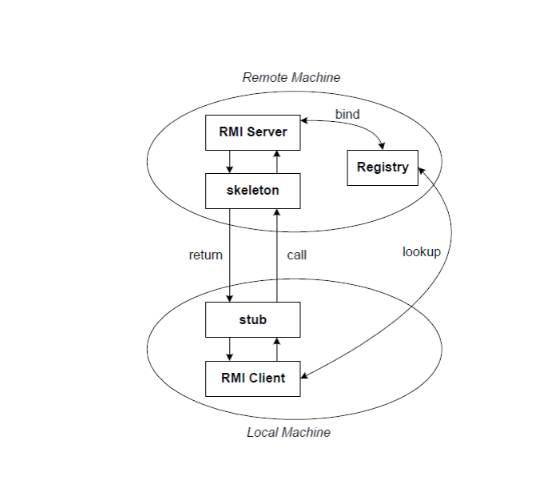 Remote Machine
bind
RMI Server
Registry
skeleton
return
call
lookup
stub
RMI Client
Local Machine